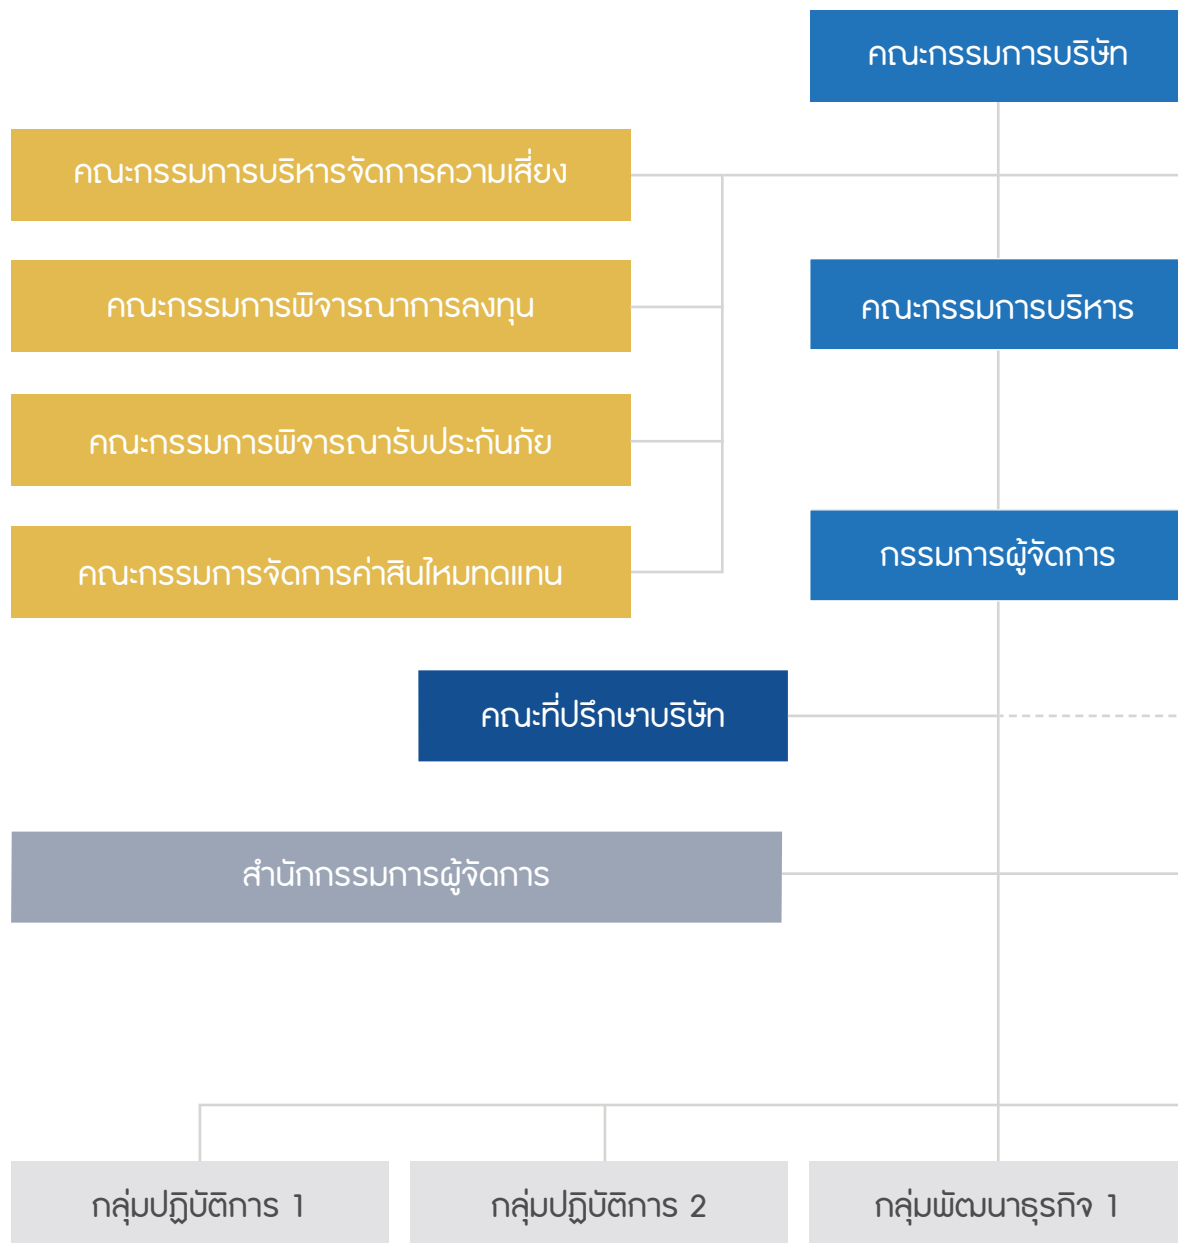 คณะกรรมการบริษัท
คณะกรรมการบริหารจัดการความเสี่ยง
คณะกรรมการพิจารณาการลงทุน
คณะกรรมการบริหาร
คณะกรรมการพิจารณารับประกันภัย
คณะกรรมการจัดการค่าสินไหมทดแทน
กรรมการผู้จัดการ
คณะที่ปรึกษาบริษัท
สำนักกรรมการผู้จัดการ
กลุ่มปฏิบัติการ 1
กลุ่มปฏิบัติการ 2
กลุ่มพัฒนาธุรกิจ 1